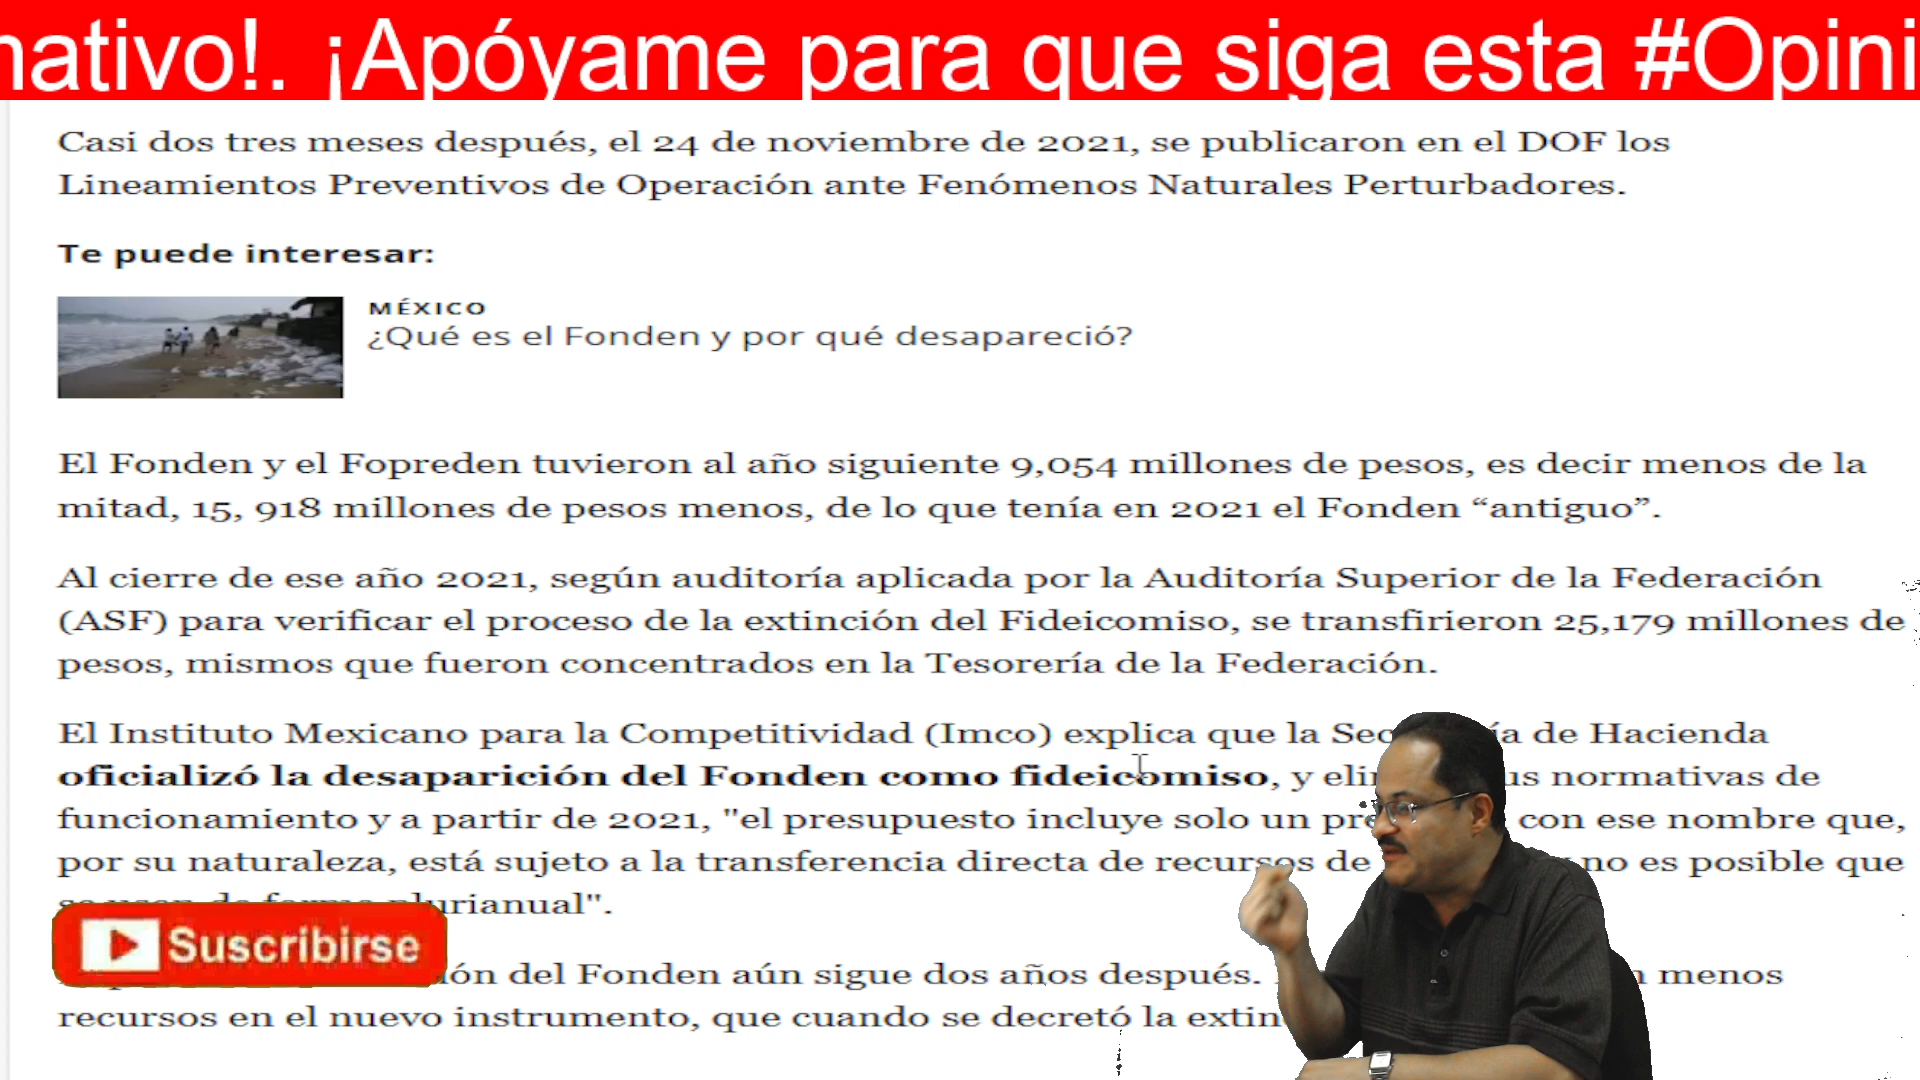 nativo!. ¡Apóyame para que siga esta #Opini
Casi dos tres meses después, el 24 de noviembre de 2021, se publicaron en el DOF los
Lineamientos Preventivos de Operación ante Fenómenos Naturales Perturbadores.
Te puede interesar:
MÉXICO
¿Qué es el Fonden y por qué desapareció?
El Fonden y el Fopreden tuvieron al año siguiente 9,054 millones de pesos, es decir menos de la
mitad, 15, 918 millones de pesos menos, de lo que tenía en 2021 el Fonden “antiguo”.
Al cierre de ese año 2021, según auditoría aplicada por la Auditoría Superior de la Federación
(ASF) para verificar el proceso de la extinción del Fideicomiso, se transfirieron 25,179 millones de
pesos, mismos que fueron concentrados en la Tesorería de la Federación.
El Instituto Mexicano para la Competitividad (Imco) explica que la Sec ía de Hacienda
oficializó la desaparición del Fonden como fideicomiso, y eli us normativas de
funcionamiento y a partir de 2021, "el presupuesto incluye solo un pre con ese nombre que,
por su naturaleza, está sujeto a la transferencia directa de recursos de no es posible que
se usen de forma plurianual".
Suscribirse
ión del Fonden aún sigue dos años después. n menos
recursos en el nuevo instrumento, que cuando se decretó la extin